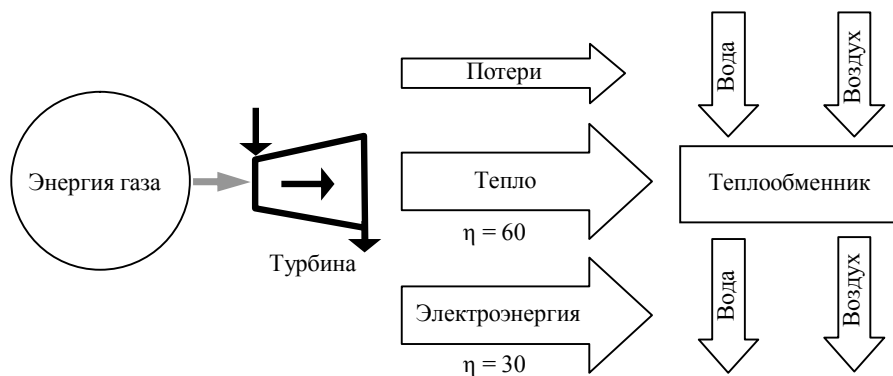 Потери
Вода
Воздух
Энергия газа
Тепло
Теплообменник
η = 60
Турбина
Электроэнергия
Вода
Воздух
η = 30